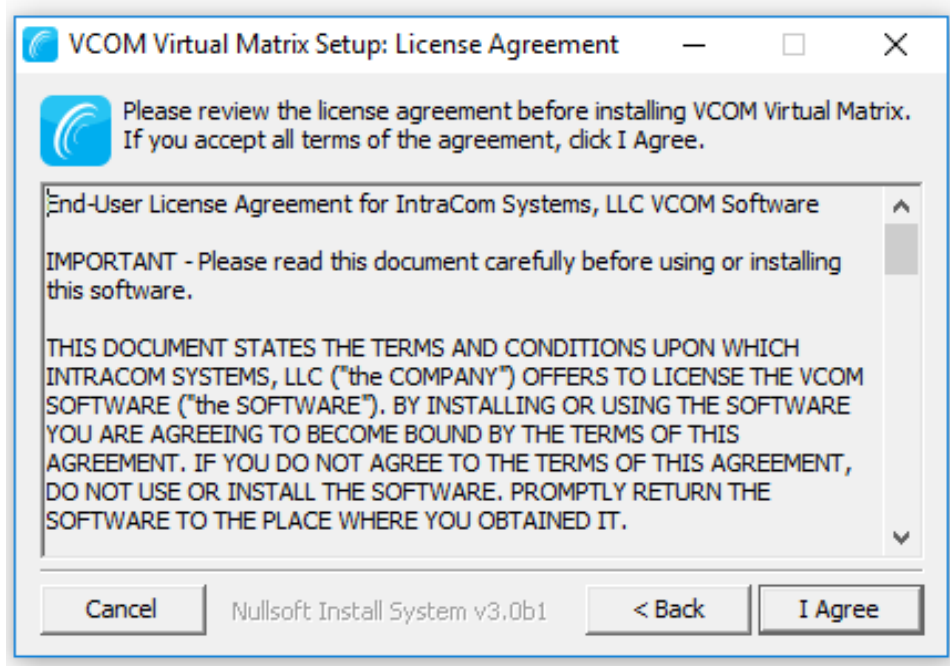 VCOM Virtual Matrix Setup: License Agreement
Please review the license agreement before installing VCOM Virtual Matrix.
If you accept all terms of the agreement, click I Agree.
End-User License Agreement for IntraCom Systems, LLC VCOM Software
IMPORTANT - Please read this document carefully before using or installing
this software.
THIS DOCUMENT STATES THE TERMS AND CONDITIONS UPON WHICH
INTRACOM SYSTEMS, LLC ("the COMPANY") OFFERS TO LICENSE THE VCOM
SOFTWARE ("the SOFTWARE"). BY INSTALLING OR USING THE SOFTWARE
YOU ARE AGREEING TO BECOME BOUND BY THE TERMS OF THIS
AGREEMENT. IF YOU DO NOT AGREE TO THE TERMS OF THIS AGREEMENT,
DO NOT USE OR INSTALL THE SOFTWARE. PROMPTLY RETURN THE
SOFTWARE TO THE PLACE WHERE YOU OBTAINED IT.
Cancel Nullsoft Install System v3.0b1 < Back I Agree